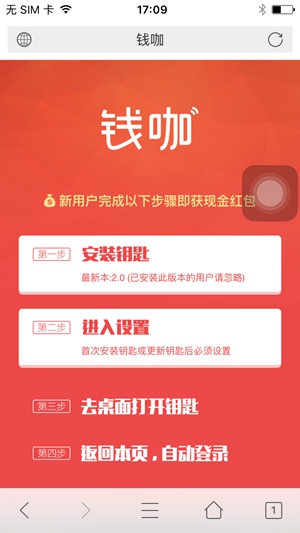 无 SIM 卡
17:09
钱咖
钱咖
新用户完成以下步骤即获现金红包
第一步 安装钥匙
最新本:2.0 (已安装此版本的用户请忽略)
第二步 进入设置
首次安装钥匙或更新钥匙后必须设置
第三步 去桌面打开钥匙
第四步 返回本页，自动登录
1